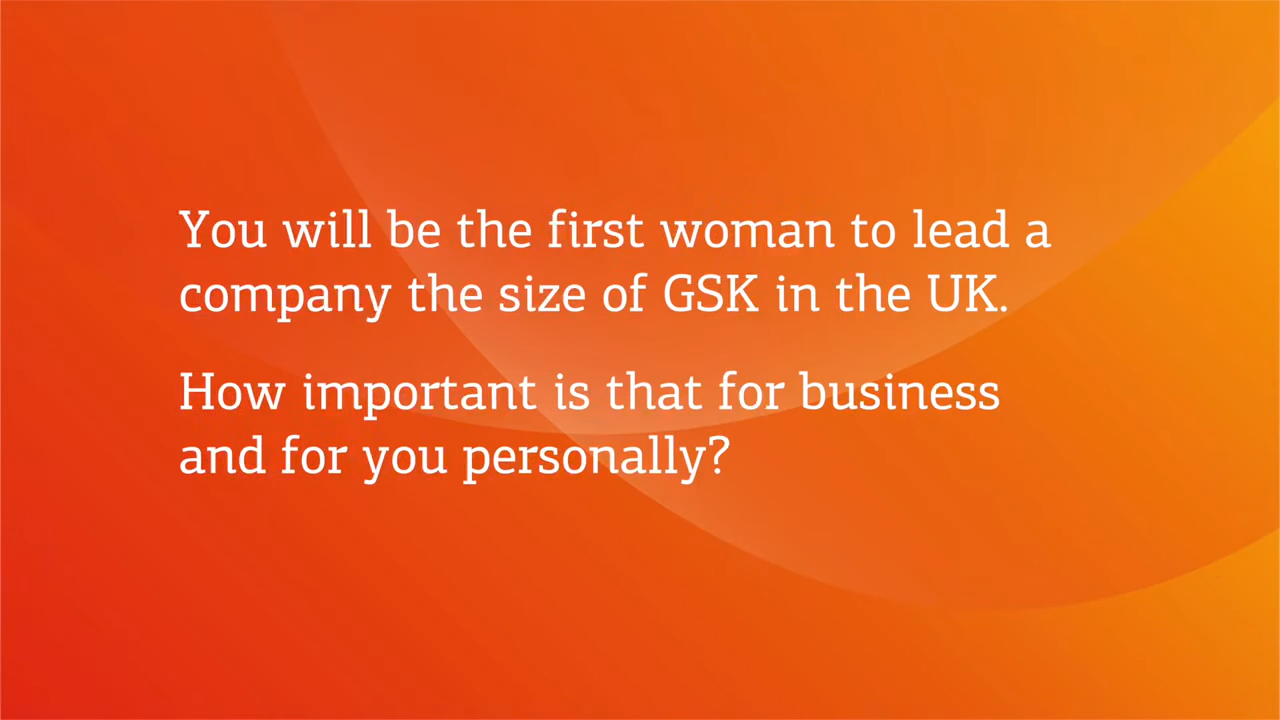 You will be the first woman to lead a
company the size of GSK in the UK.
How important is that for business
and for you personally?